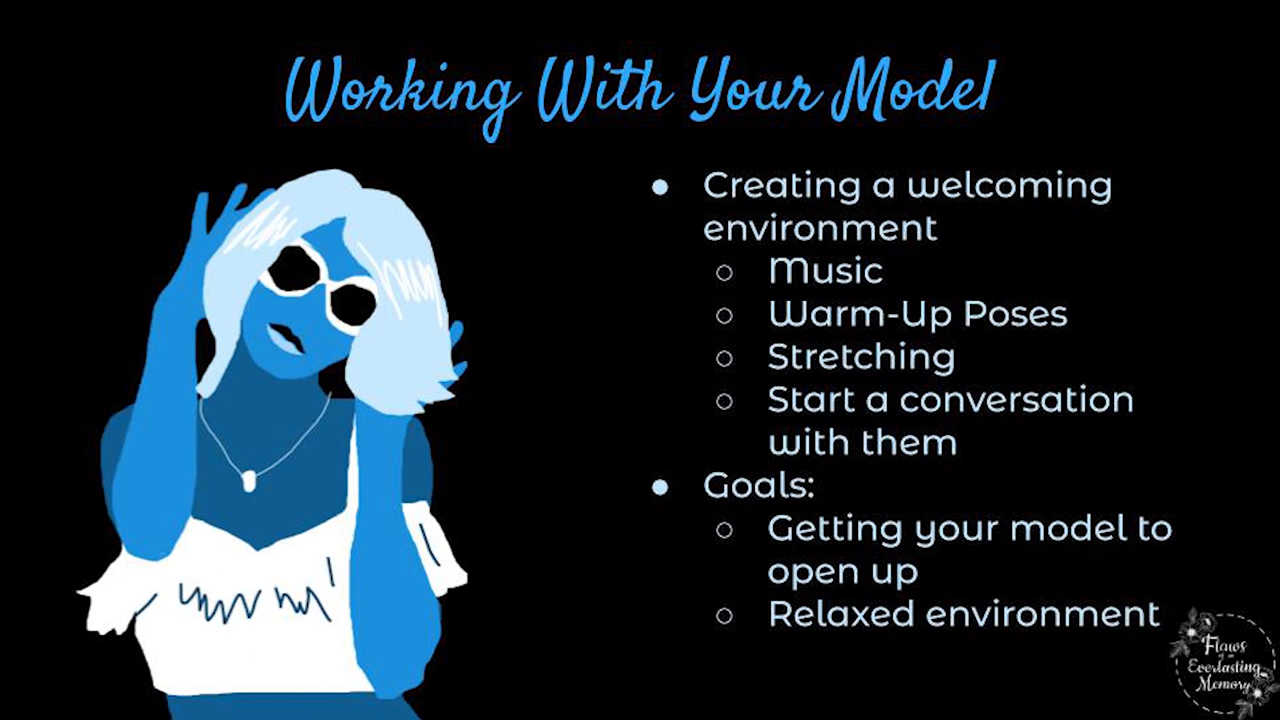 Working With Your Model
● Creating a welcoming
environment
○ Music
○ Warm-Up Poses
○ Stretching
○ Start a conversation
with them
● Goals:
○ Getting your model to
open up
○ Relaxed environment
Flaws
of a
Everlasting
Memory